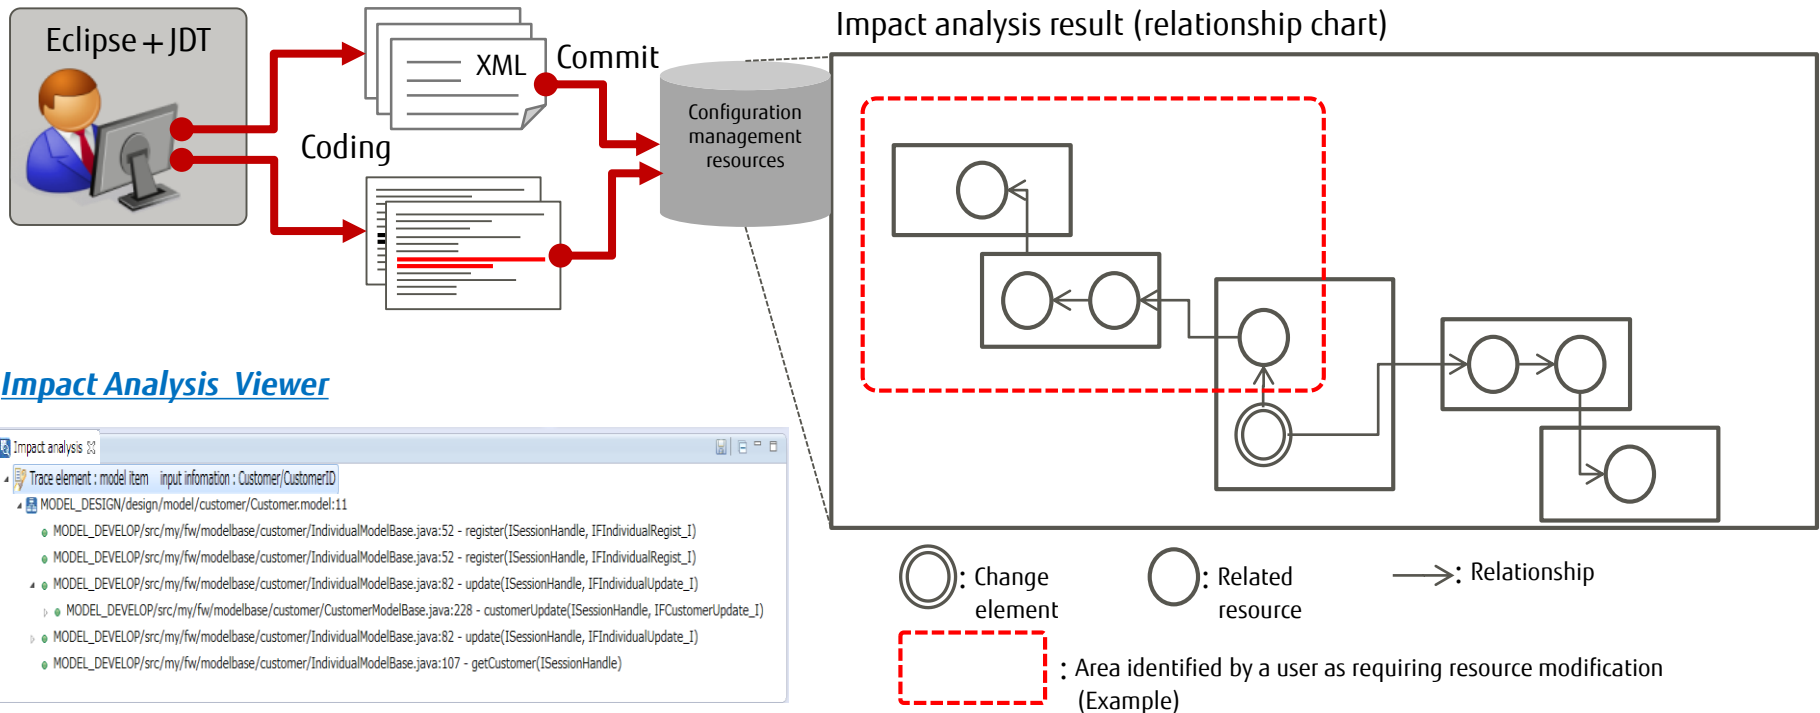 Eclipse + JDT
XML
Commit
Coding
Configuration
management
resources
Impact analysis result (relationship chart)
Impact Analysis Viewer
Impact analysis
Trace element : model item input infomation : Customer/CustomerID
MODEL_DESIGN/design/model/customer/Customer.model:11
MODEL_DEVELOP/src/my/fw/modelbase/customer/IndividualModelBase.java:52 - register(ISessionHandle, IFIndividualRegist_I)
MODEL_DEVELOP/src/my/fw/modelbase/customer/IndividualModelBase.java:52 - register(ISessionHandle, IFIndividualRegist_I)
MODEL_DEVELOP/src/my/fw/modelbase/customer/IndividualModelBase.java:82 - update(ISessionHandle, IFIndividualUpdate_I)
MODEL_DEVELOP/src/my/fw/modelbase/customer/CustomerModelBase.java:228 - customerUpdate(ISessionHandle, IFCustomerUpdate_I)
MODEL_DEVELOP/src/my/fw/modelbase/customer/IndividualModelBase.java:82 - update(ISessionHandle, IFIndividualUpdate_I)
MODEL_DEVELOP/src/my/fw/modelbase/customer/IndividualModelBase.java:107 - getCustomer(ISessionHandle)
: Change
element
: Related
resource
: Relationship
: Area identified by a user as requiring resource modification
(Example)